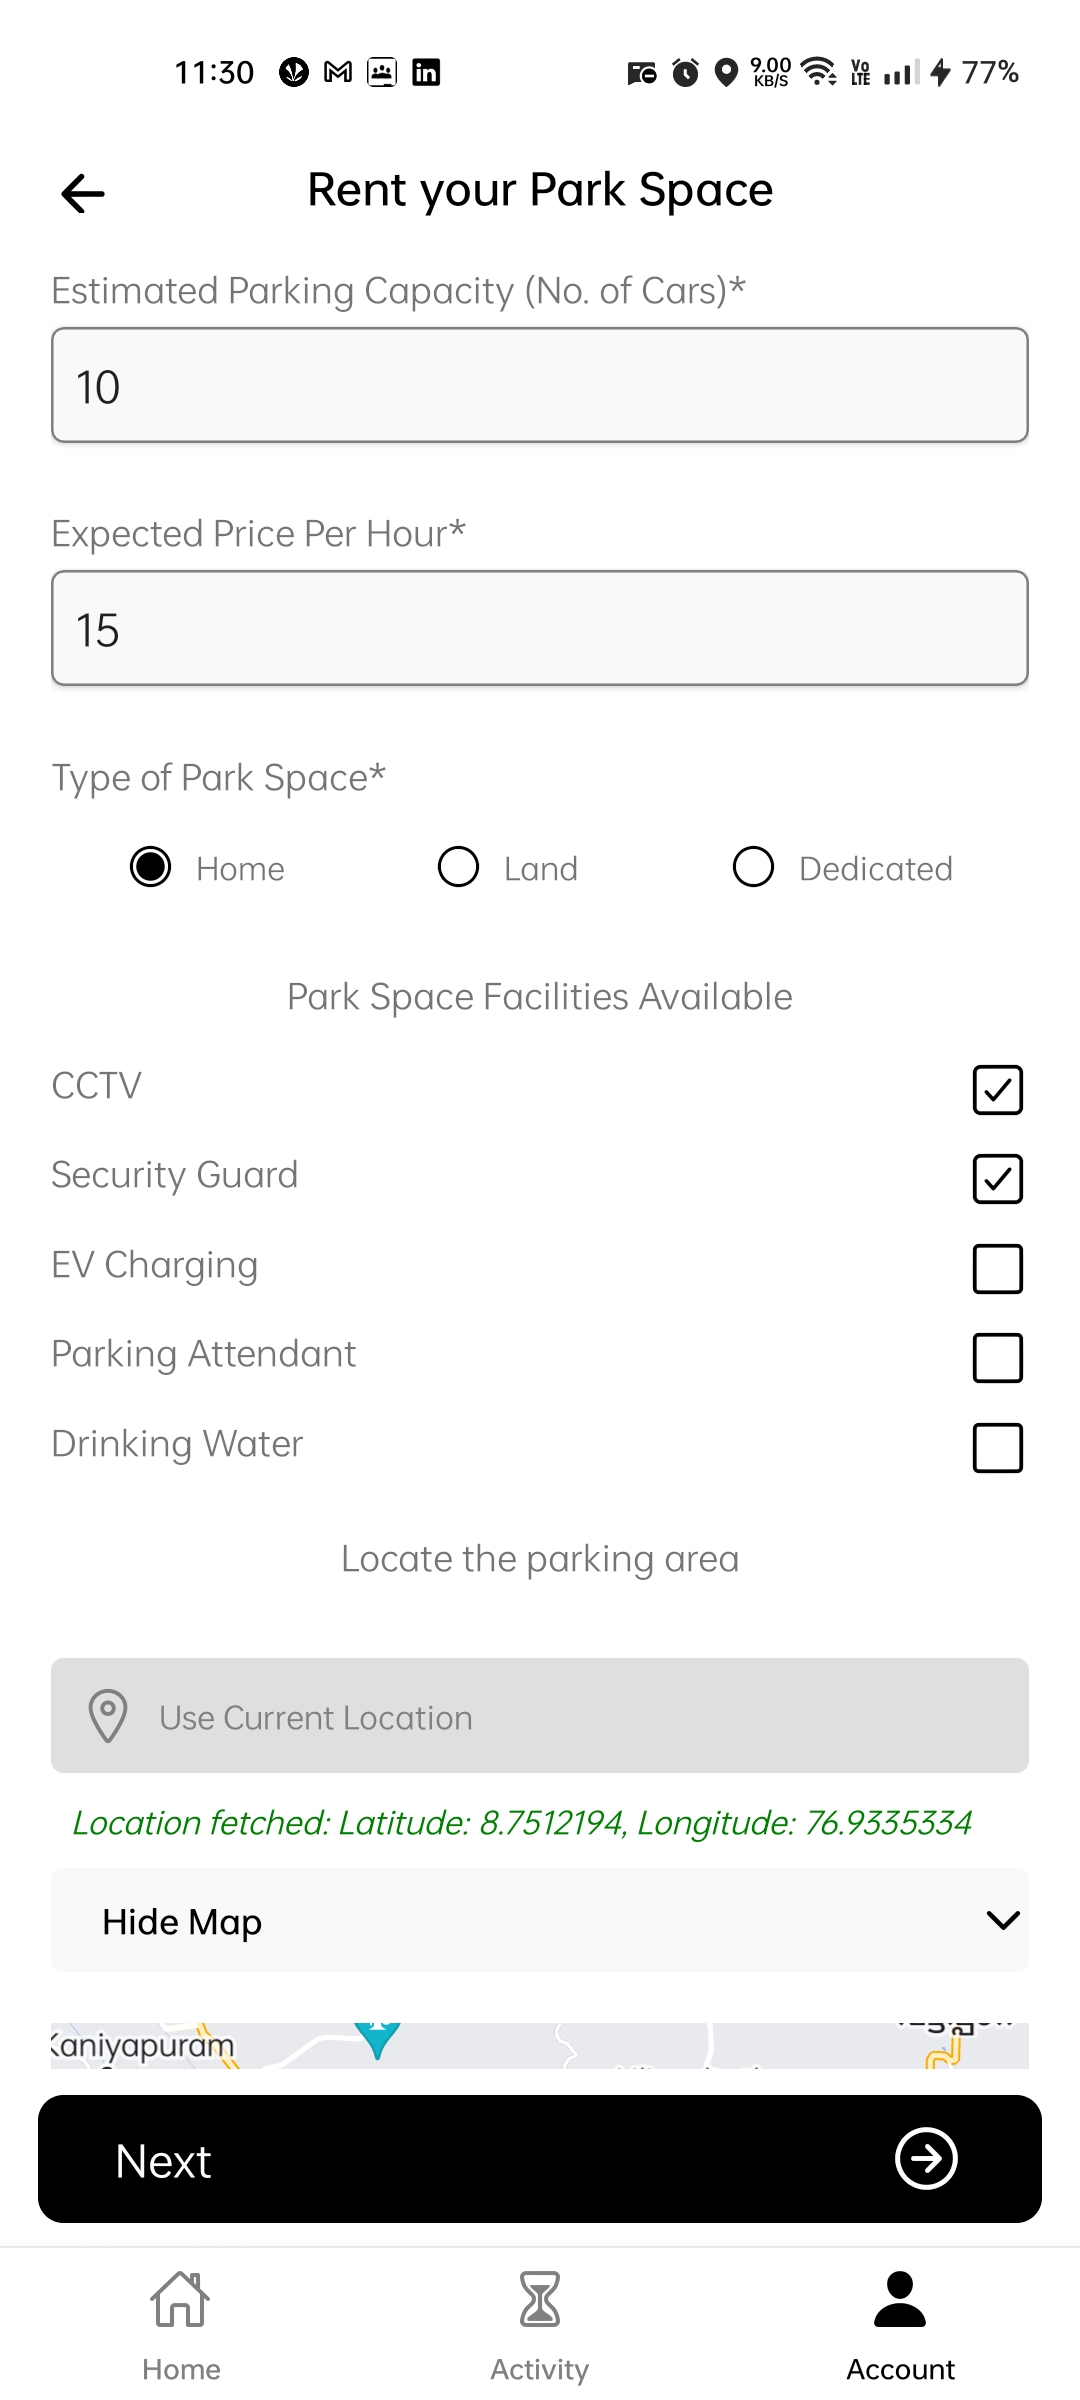 11:30 9.00 KB/S Vo LTE 77%
Rent your Park Space
Estimated Parking Capacity (No. of Cars)*
10
Expected Price Per Hour*
15
Type of Park Space*
Home Land Dedicated
Park Space Facilities Available
CCTV
Security Guard
EV Charging
Parking Attendant
Drinking Water
Locate the parking area
Use Current Location
Location fetched: Latitude: 8.7512194, Longitude: 76.9335334
Hide Map
Kaniyapuram
Next
Home Activity Account